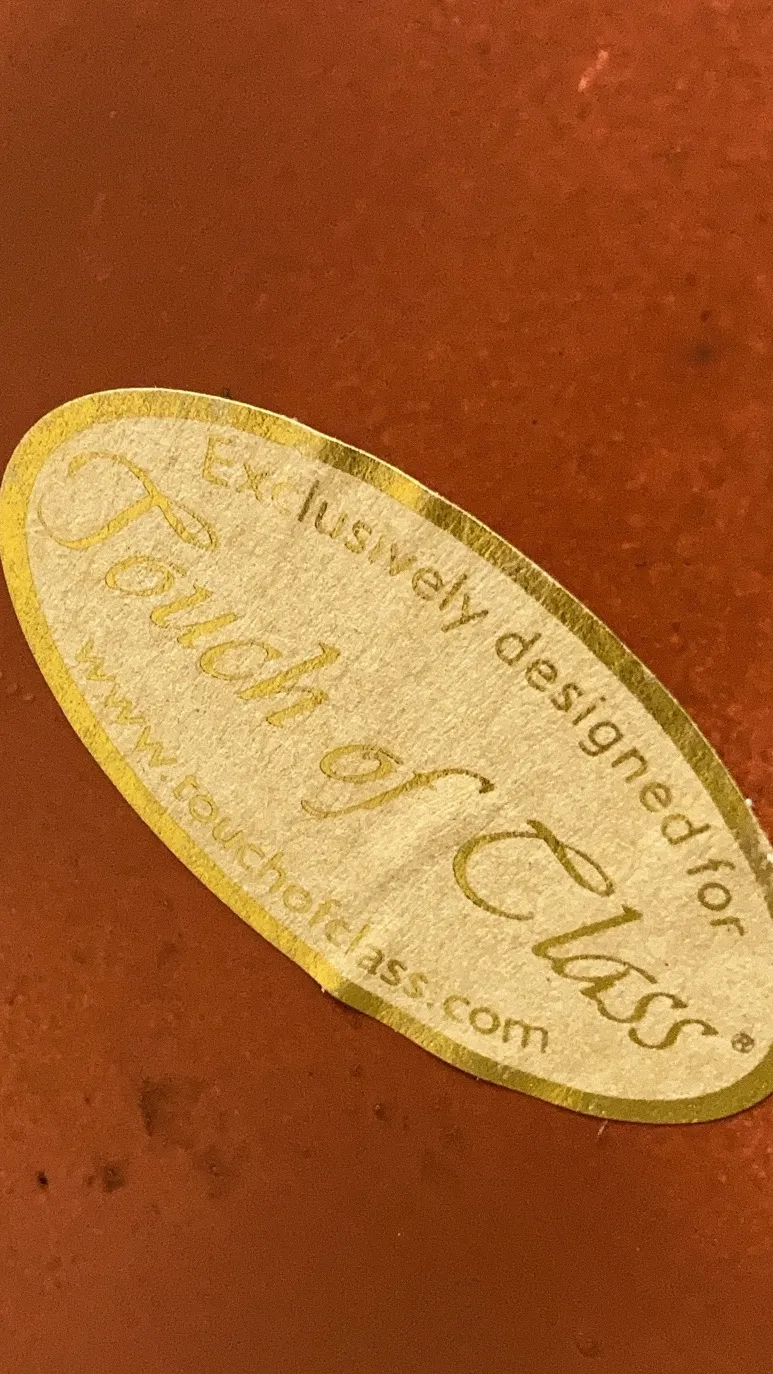 Exclusively designed for
Touch of Class®
www.touchofclass.com